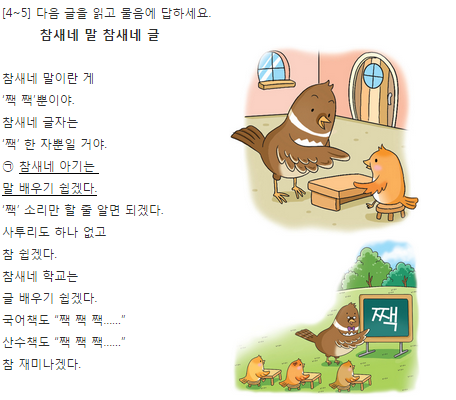 [4~5] 다음 글을 읽고 물음에 답하세요.
참새네 말 참새네 글
참새네 말이란 게
'짹 짹'뿐이야.
참새네 글자는
'짹' 한 자뿐일 거야.
㉠ 참새네 아기는
말 배우기 쉽겠다.
'짹' 소리만 할 줄 알면 되겠다.
사투리도 하나 없고
참 쉽겠다.
참새네 학교는
글 배우기 쉽겠다.
국어책도 "짹 짹 짹......"
산수책도 "짹 짹 짹......"
참 재미나겠다.
짹